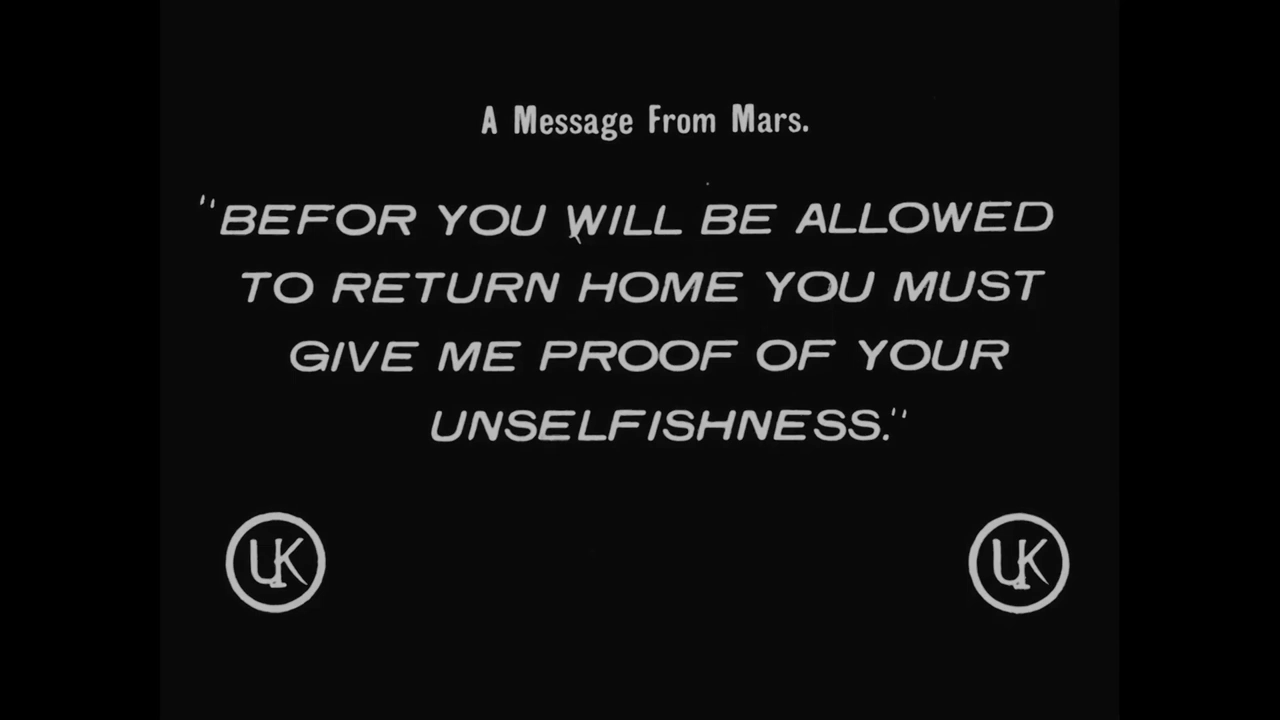 A Message From Mars.
"BEFOR YOU WILL BE ALLOWED
TO RETURN HOME YOU MUST
GIVE ME PROOF OF YOUR
UNSELFISHNESS."
UK UK